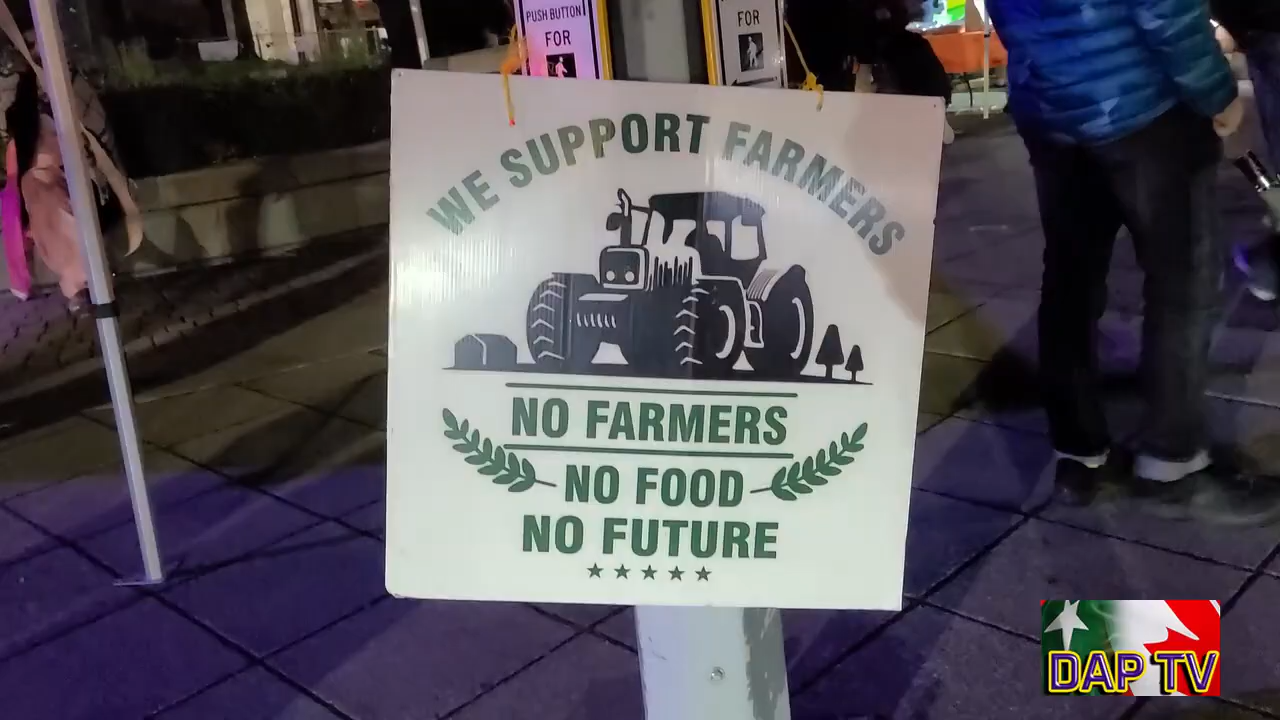 PUSH BUTTON
FOR
FOR
WE SUPPORT FARMERS
NO FARMERS
NO FOOD
NO FUTURE
DAP TV